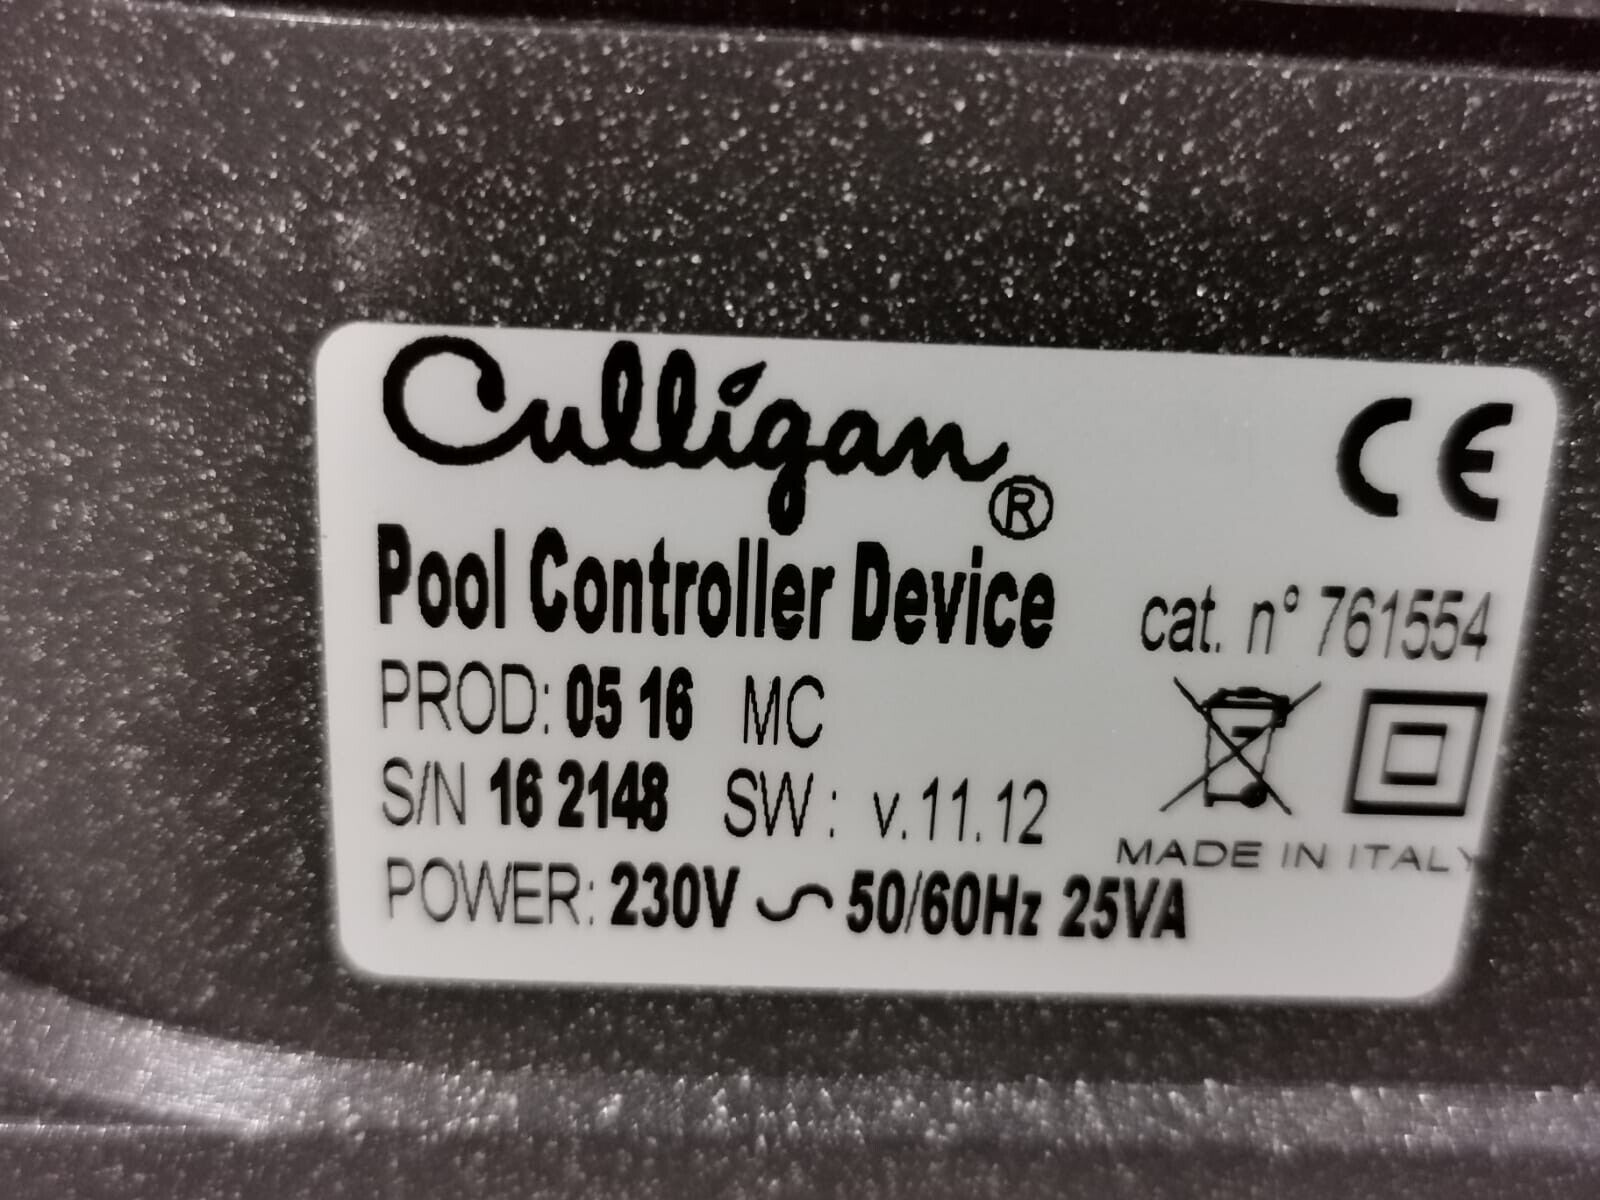 Culligan®
CE
Pool Controller Device
cat. n° 761554
PROD: 05 16 MC
S/N 16 2148 SW: v.11.12
MADE IN ITALY
POWER: 230V ~ 50/60Hz 25VA